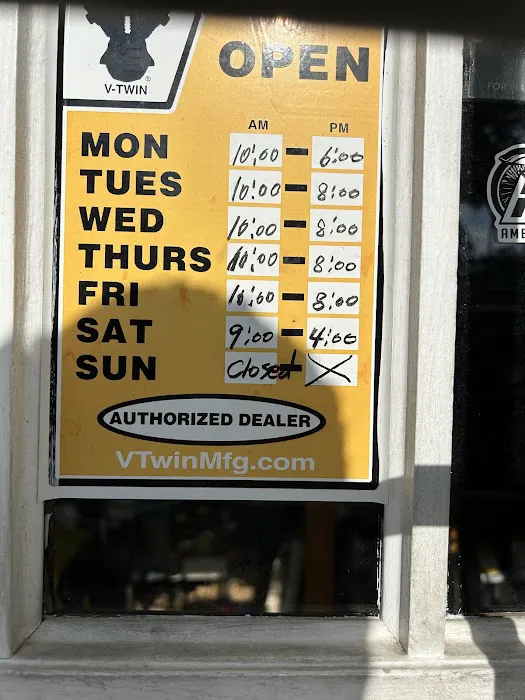 V-TWIN
®
OPEN
AM PM
MON 10:00 - 6:00
TUES 10:00 - 8:00
WED 10:00 - 8:00
THURS 10:00 - 8:00
FRI 10:00 - 8:00
SAT 9:00 - 4:00
SUN Closed - X
AUTHORIZED DEALER
VTwinMfg.com
FOR
A
AME